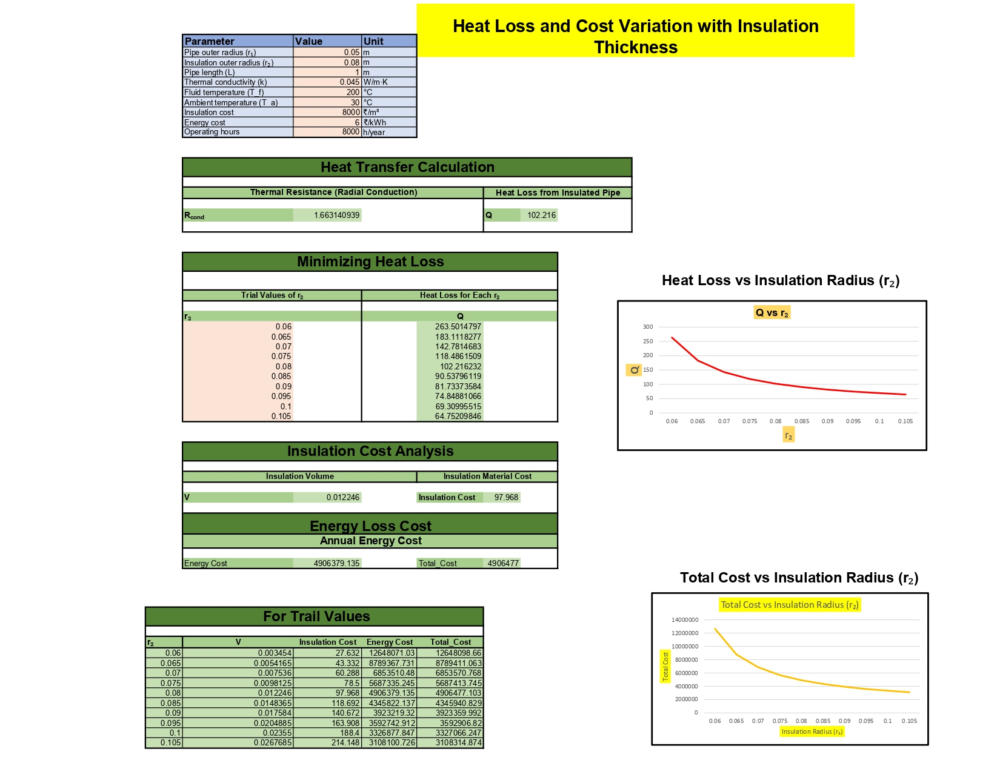 Heat Loss and Cost Variation with Insulation
Thickness
Parameter Value Unit
Pipe outer radius (r₁) 0.05 m
Insulation outer radius (r₂) 0.08 m
Pipe length (L) 1 m
Thermal conductivity (k) 0.045 W/m·K
Fluid temperature (T_f) 200 °C
Ambient temperature (T_a) 30 °C
Insulation cost 8000 ₹/m³
Energy cost 6 ₹/kWh
Operating hours 8000 h/year
Heat Transfer Calculation
Thermal Resistance (Radial Conduction) Heat Loss from Insulated Pipe
Rcond 1.663140939 Q 102.216
Minimizing Heat Loss
Trial Values of r₂ Heat Loss for Each r₂
r₂ Q
0.06 263.5014797
0.065 183.1118277
0.07 142.7814683
0.075 118.4861509
0.08 102.216232
0.085 90.53796119
0.09 81.73373584
0.095 74.84881066
0.1 69.30995515
0.105 64.75209846
Heat Loss vs Insulation Radius (r₂)
Q vs r₂
300
250
200
150
100
50
0
Q
0.06 0.065 0.07 0.075 0.08 0.085 0.09 0.095 0.1 0.105
r₂
Insulation Cost Analysis
Insulation Volume Insulation Material Cost
V 0.012246 Insulation Cost 97.968
Energy Loss Cost
Annual Energy Cost
Energy Cost 4906379.135 Total_Cost 4906477
For Trail Values
r₂ V Insulation Cost Energy Cost Total_Cost
0.06 0.003454 27.632 12648071.03 12648098.66
0.065 0.0054165 43.332 8789367.731 8789411.063
0.07 0.007536 60.288 6853510.48 6853570.768
0.075 0.0098125 78.5 5687335.245 5687413.745
0.08 0.012246 97.968 4906379.135 4906477.103
0.085 0.0148365 118.692 4345822.137 4345940.829
0.09 0.017584 140.672 3923219.32 3923359.992
0.095 0.0204885 163.908 3592742.912 3592906.82
0.1 0.02355 188.4 3326877.847 3327066.247
0.105 0.0267685 214.148 3108100.726 3108314.874
Total Cost vs Insulation Radius (r₂)
Total Cost vs Insulation Radius (r₂)
14000000
12000000
10000000
8000000
6000000
4000000
2000000
0
Total Cost
0.06 0.065 0.07 0.075 0.08 0.085 0.09 0.095 0.1 0.105
Insulation Radius (r₂)